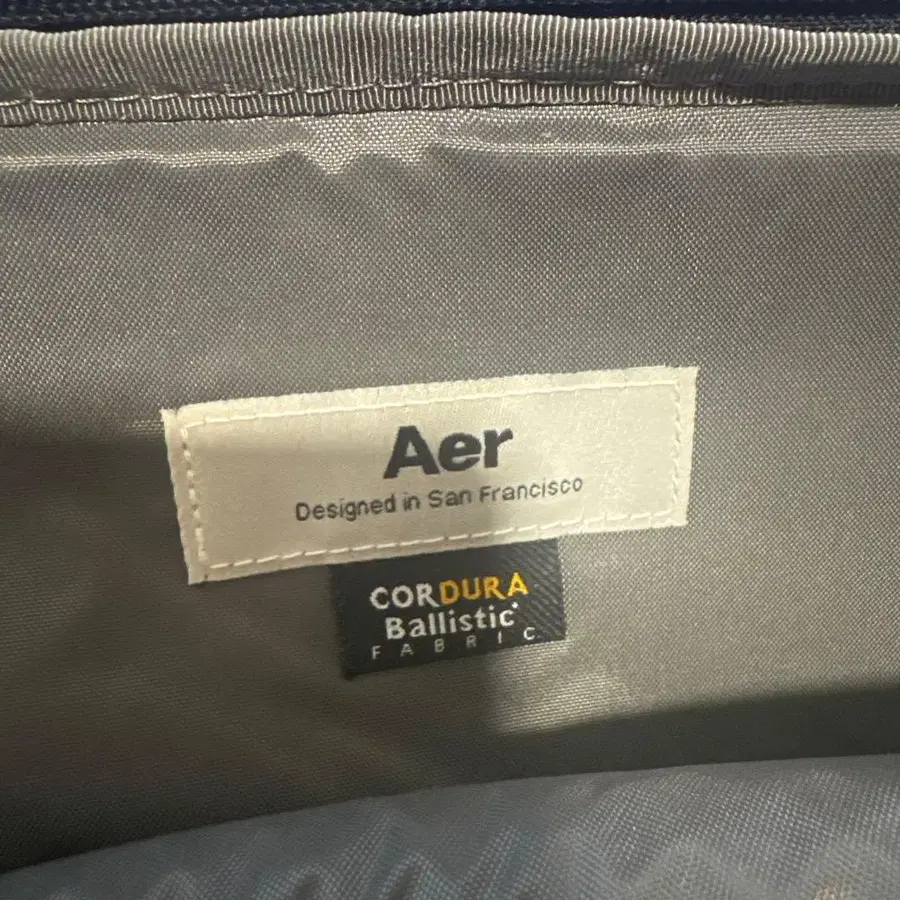 Aer
Designed in San Francisco
CORDURA
Ballistic
FABRIC